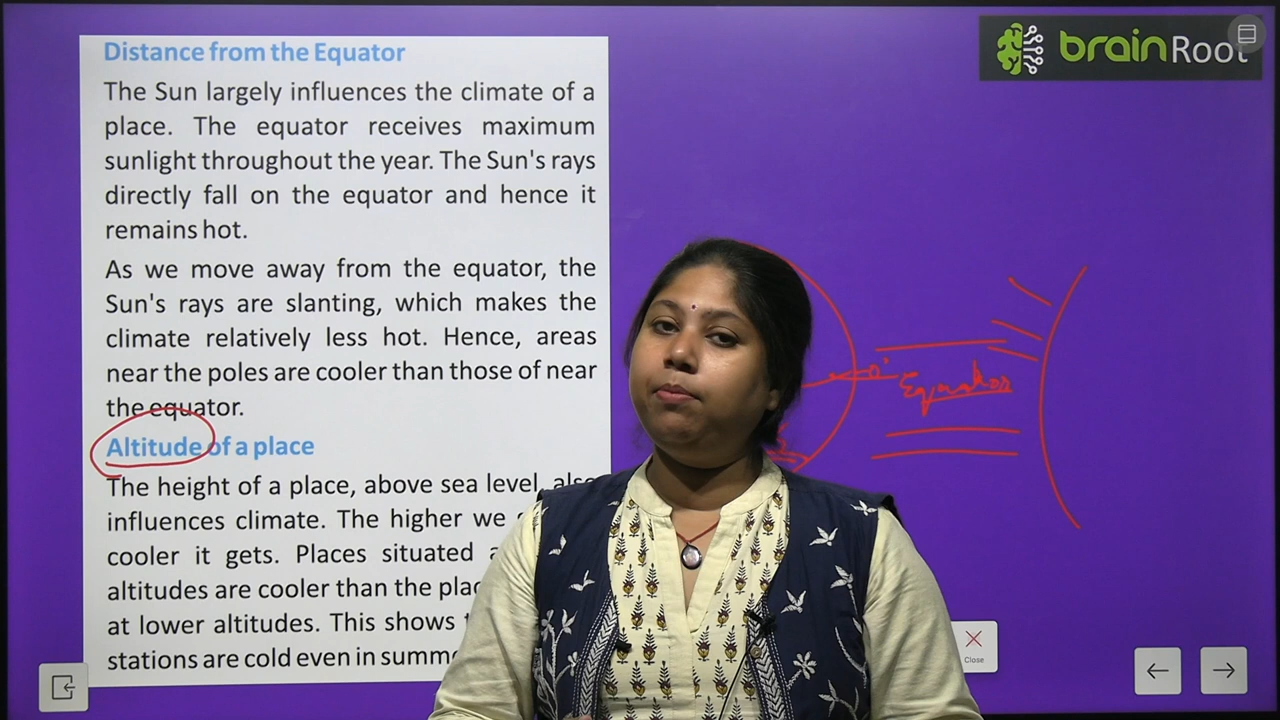 Distance from the Equator
The Sun largely influences the climate of a
place. The equator receives maximum
sunlight throughout the year. The Sun's rays
directly fall on the equator and hence it
remains hot.
As we move away from the equator, the
Sun's rays are slanting, which makes the
climate relatively less hot. Hence, areas
near the poles are cooler than those of near
the equator.
Altitude of a place
The height of a place, above sea level, also
influences climate. The higher we
cooler it gets. Places situated
altitudes are cooler than the
at lower altitudes. This shows
stations are cold even in
brainRoot
0° Equator
Close